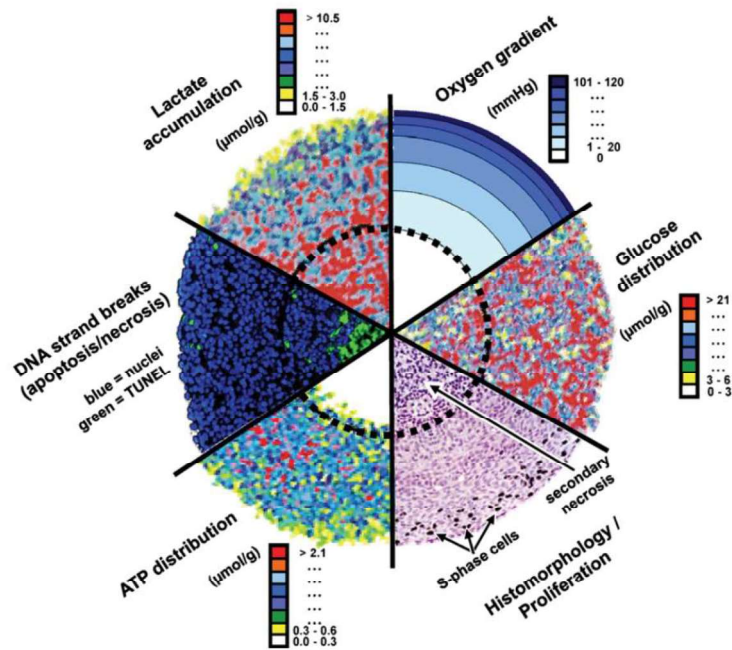 Lactate
accumulation
(µmol/g)
> 10.5
...
...
...
...
...
1.5 - 3.0
0.0 - 1.5
Oxygen gradient
(mmHg)
101 - 120
...
...
...
...
1 - 20
0
Glucose
distribution
(µmol/g)
> 21
...
...
...
...
...
3 - 6
0 - 3
DNA strand breaks
(apoptosis/necrosis)
blue = nuclei
green = TUNEL
ATP distribution
(µmol/g)
> 2.1
...
...
...
...
...
0.3 - 0.6
0.0 - 0.3
secondary
necrosis
S-phase cells
Histomorphology /
Proliferation